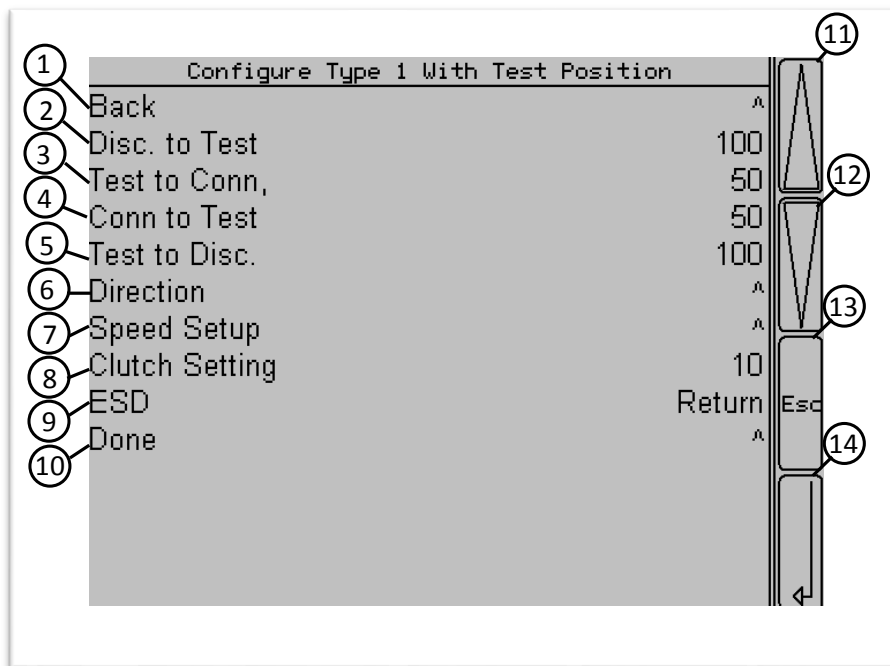 Configure Type 1 With Test Position
1 Back ^
2 Disc. to Test 100
3 Test to Conn, 50
4 Conn to Test 50
5 Test to Disc. 100
6 Direction ^
7 Speed Setup ^
8 Clutch Setting 10
9 ESD Return
10 Done ^
11
12
13
Esc
14